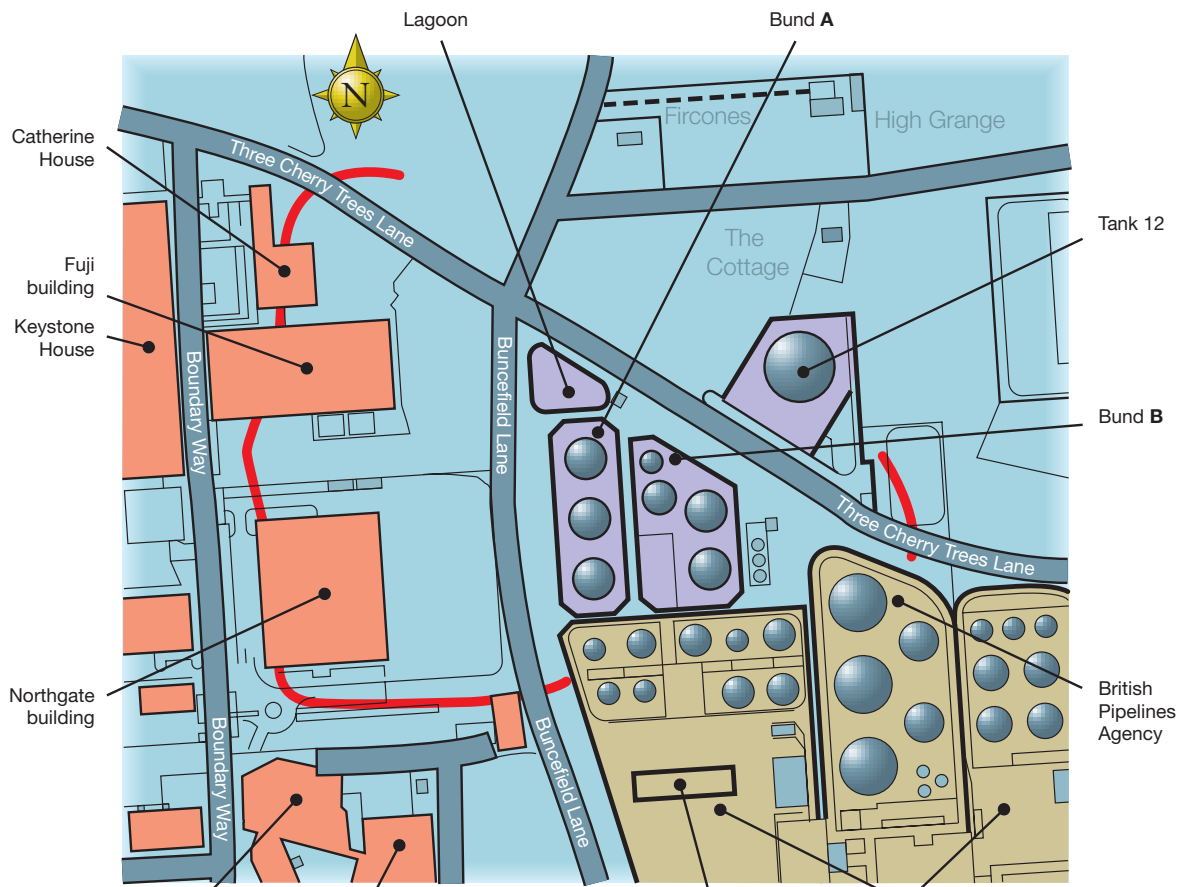 Lagoon
Bund A
N
Catherine
House
Fircones
High Grange
Three Cherry Trees Lane
Tank 12
The
Cottage
Fuji
building
Keystone
House
Boundary Way
Buncefield Lane
Bund B
Three Cherry Trees Lane
Northgate
building
British
Pipelines
Agency
Boundary Way
Buncefield Lane